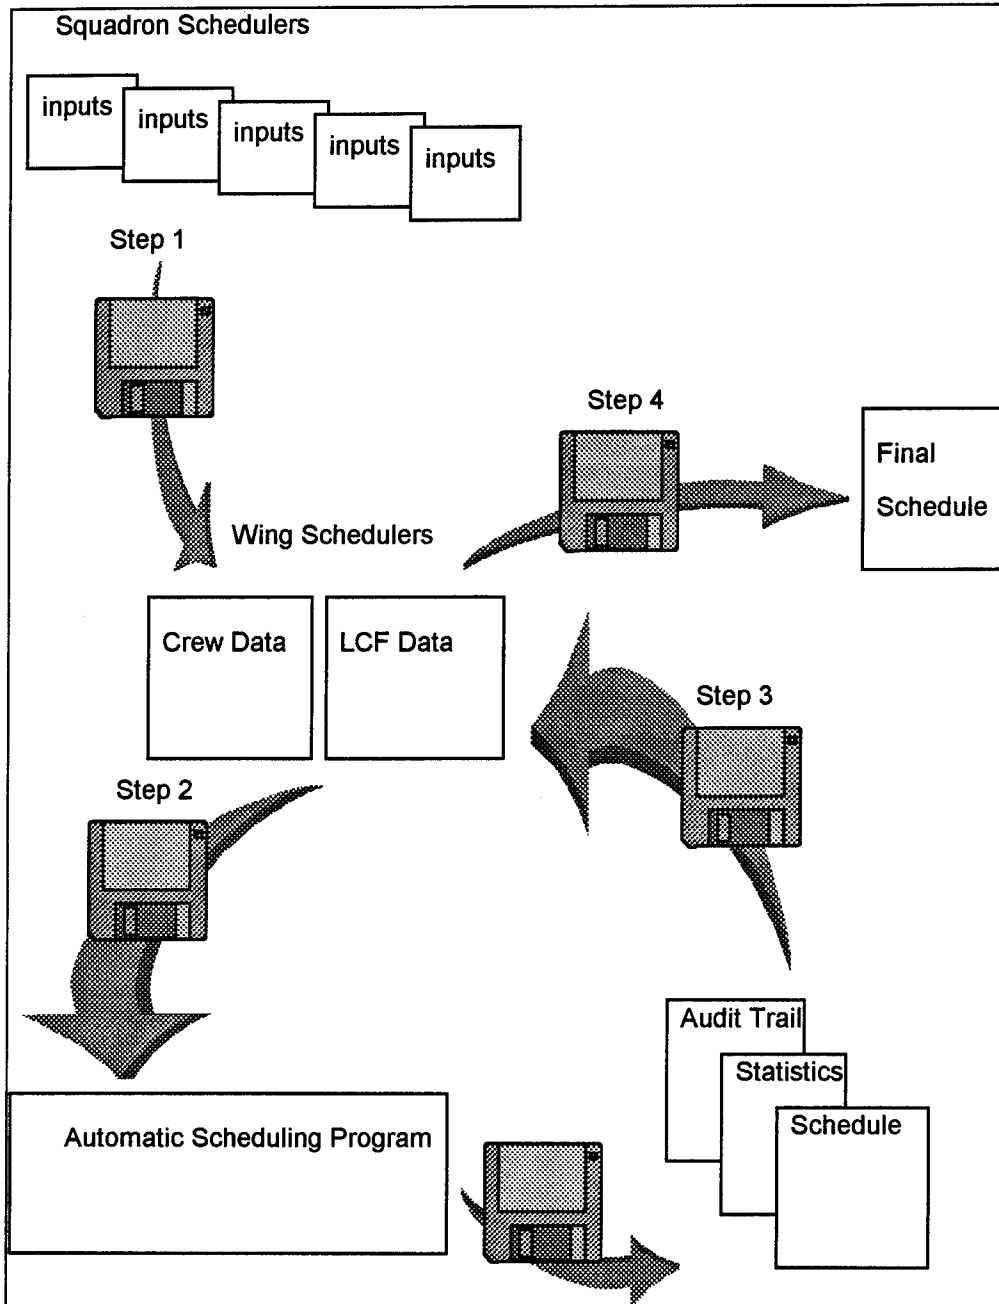 Squadron Schedulers
inputs
inputs
inputs
inputs
inputs
Step 1
Step 4
Final
Schedule
Wing Schedulers
Crew Data
LCF Data
Step 3
Step 2
Audit Trail
Statistics
Schedule
Automatic Scheduling Program